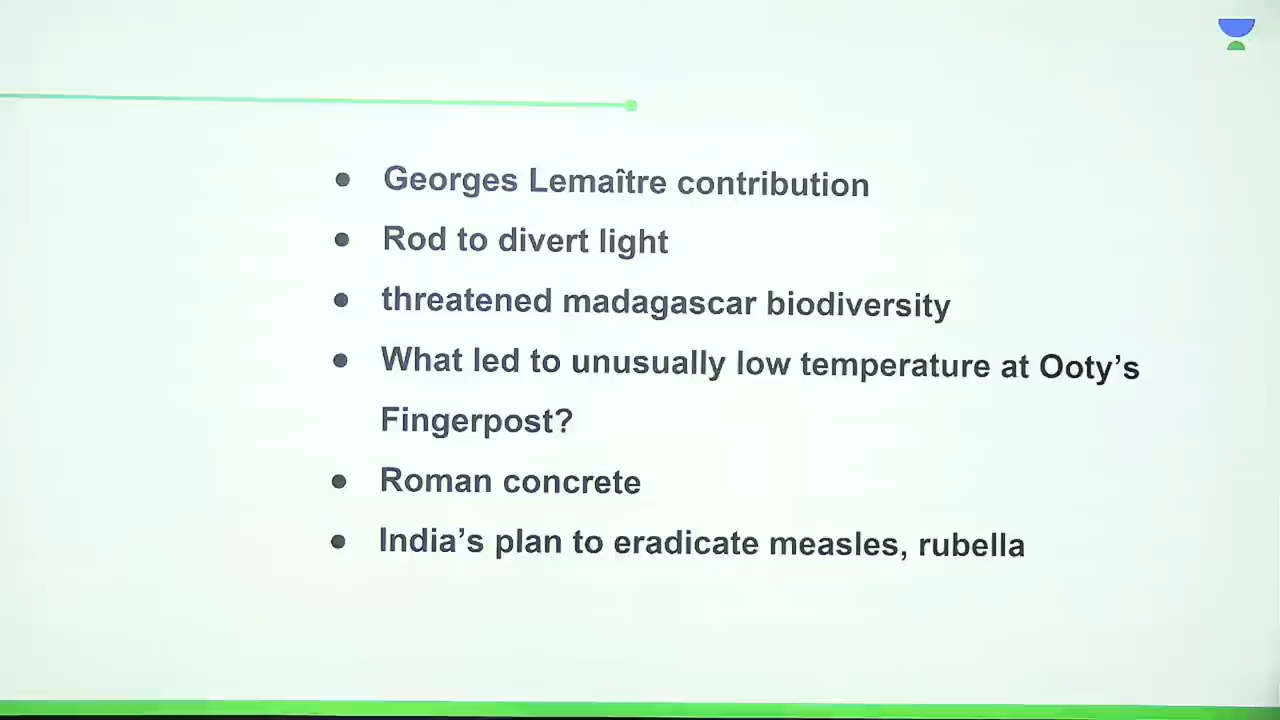 ● Georges Lemaître contribution
● Rod to divert light
● threatened madagascar biodiversity
● What led to unusually low temperature at Ooty’s
Fingerpost?
● Roman concrete
● India’s plan to eradicate measles, rubella